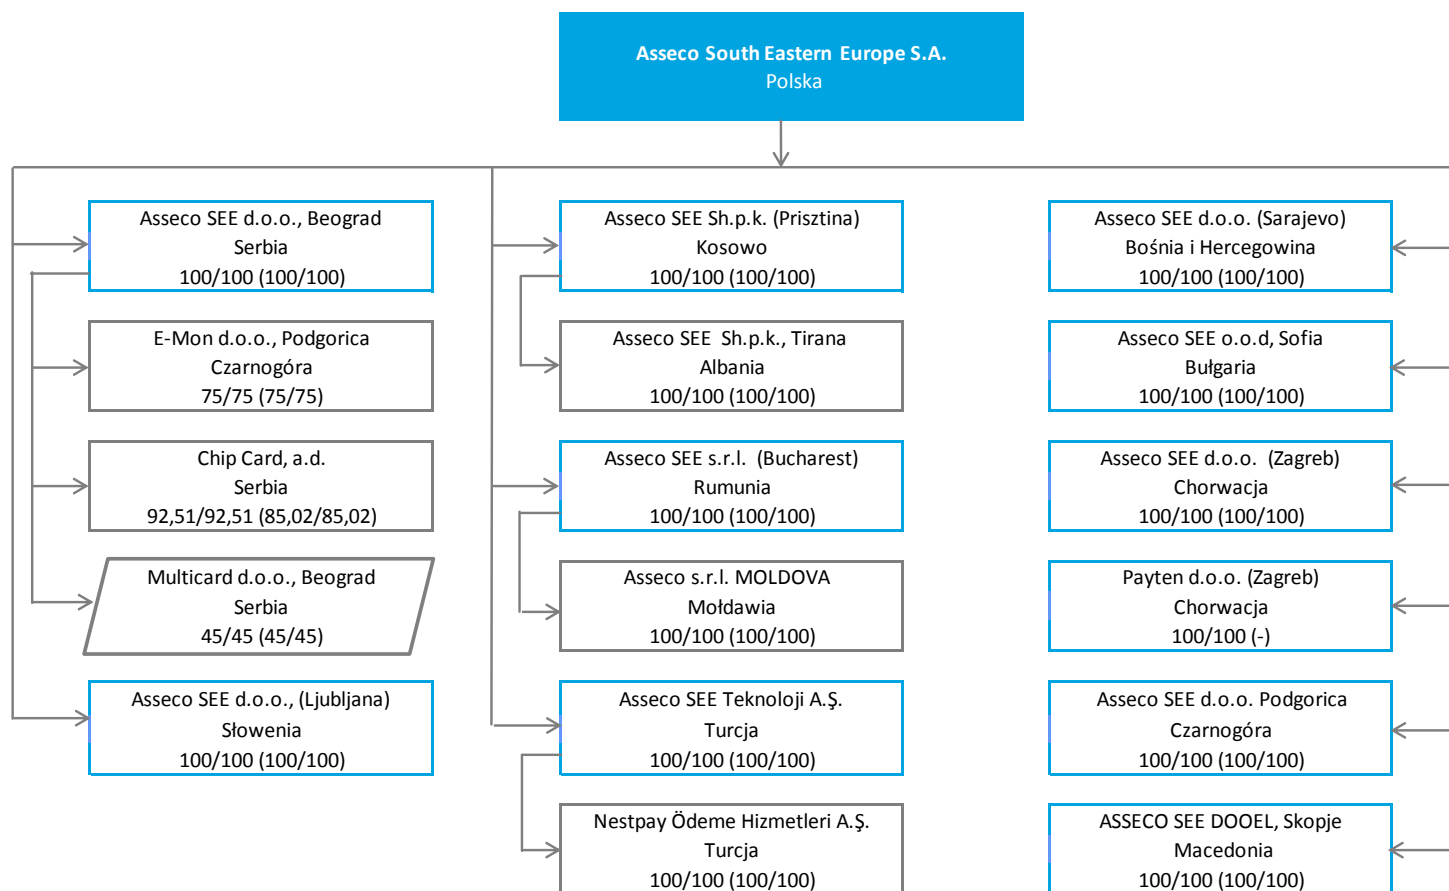 Asseco South Eastern Europe S.A.
Polska
Asseco SEE d.o.o., Beograd
Serbia
100/100 (100/100)
E-Mon d.o.o., Podgorica
Czarnogóra
75/75 (75/75)
Chip Card, a.d.
Serbia
92,51/92,51 (85,02/85,02)
Multicard d.o.o., Beograd
Serbia
45/45 (45/45)
Asseco SEE d.o.o., (Ljubljana)
Słowenia
100/100 (100/100)
Asseco SEE Sh.p.k. (Prisztina)
Kosowo
100/100 (100/100)
Asseco SEE Sh.p.k., Tirana
Albania
100/100 (100/100)
Asseco SEE s.r.l. (Bucharest)
Rumunia
100/100 (100/100)
Asseco s.r.l. MOLDOVA
Mołdawia
100/100 (100/100)
Asseco SEE Teknoloji A.Ş.
Turcja
100/100 (100/100)
Nestpay Ödeme Hizmetleri A.Ş.
Turcja
100/100 (100/100)
Asseco SEE d.o.o. (Sarajevo)
Bośnia i Hercegowina
100/100 (100/100)
Asseco SEE o.o.d, Sofia
Bułgaria
100/100 (100/100)
Asseco SEE d.o.o. (Zagreb)
Chorwacja
100/100 (100/100)
Payten d.o.o. (Zagreb)
Chorwacja
100/100 (-)
Asseco SEE d.o.o. Podgorica
Czarnogóra
100/100 (100/100)
ASSECO SEE DOOEL, Skopje
Macedonia
100/100 (100/100)